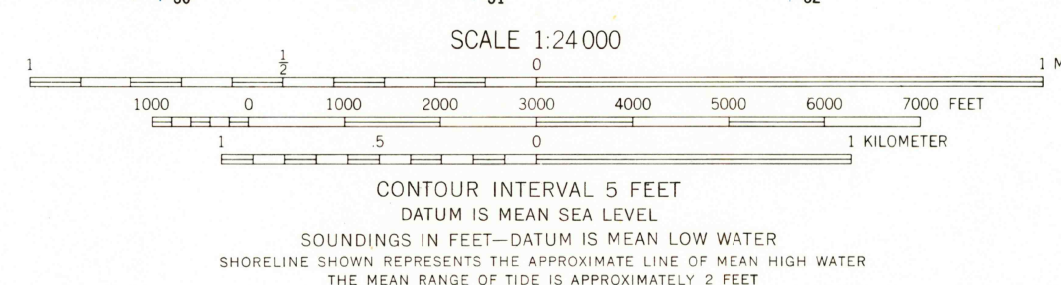 SCALE 1:24 000
1 1/2 0 1
1000 0 1000 2000 3000 4000 5000 6000 7000 FEET
1 .5 0 1 KILOMETER
CONTOUR INTERVAL 5 FEET
DATUM IS MEAN SEA LEVEL
SOUNDINGS IN FEET—DATUM IS MEAN LOW WATER
SHORELINE SHOWN REPRESENTS THE APPROXIMATE LINE OF MEAN HIGH WATER
THE MEAN RANGE OF TIDE IS APPROXIMATELY 2 FEET